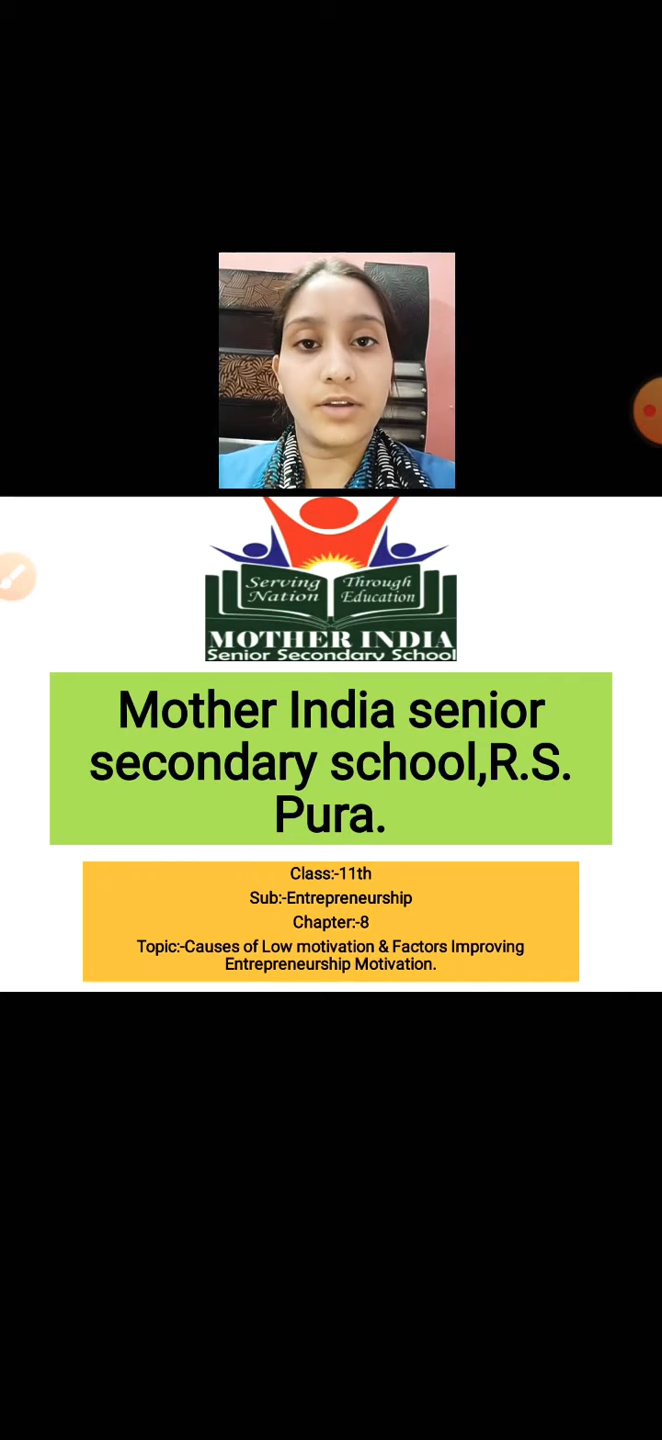 Serving Through
Nation Education
MOTHER INDIA
Senior Secondary School
Mother India senior
secondary school,R.S.
Pura.
Class:-11th
Sub:-Entrepreneurship
Chapter:-8
Topic:-Causes of Low motivation & Factors Improving
Entrepreneurship Motivation.